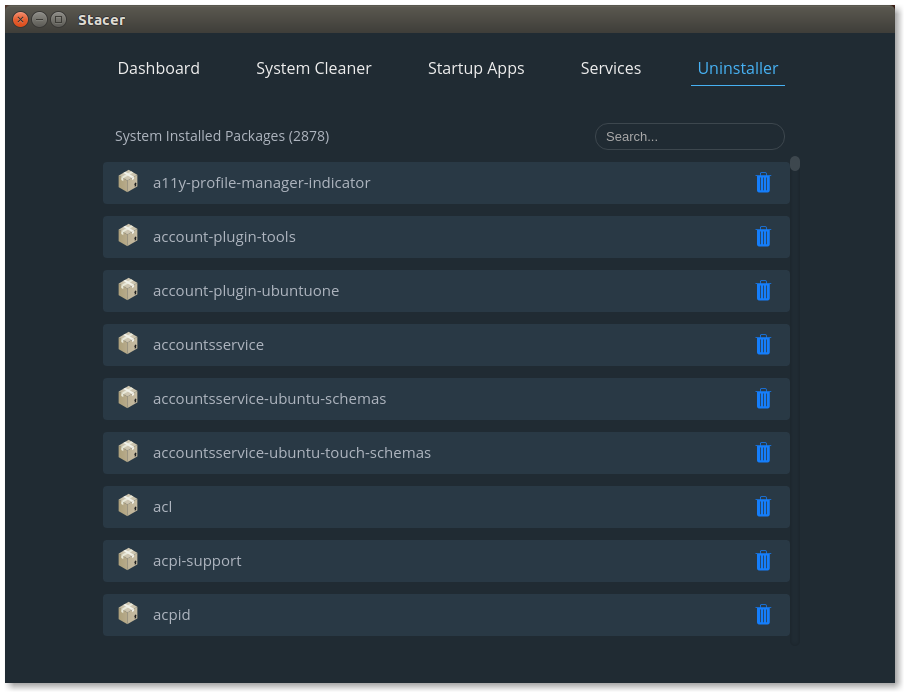 Stacer
Dashboard System Cleaner Startup Apps Services Uninstaller
System Installed Packages (2878) Search...
a11y-profile-manager-indicator
account-plugin-tools
account-plugin-ubuntuone
accountsservice
accountsservice-ubuntu-schemas
accountsservice-ubuntu-touch-schemas
acl
acpi-support
acpid